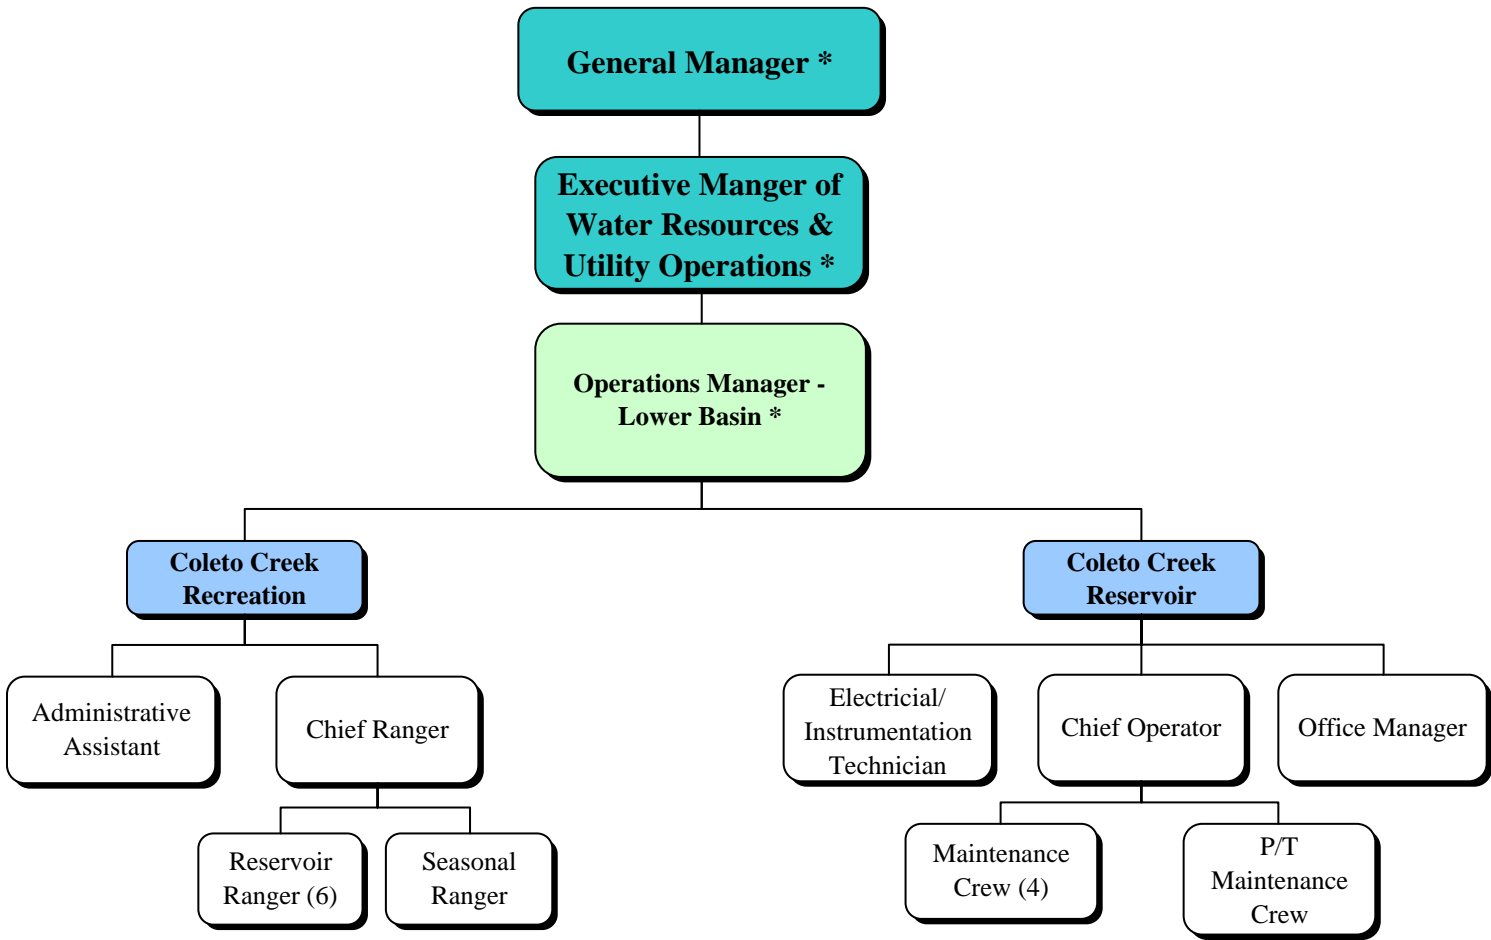 General Manager *
Executive Manger of
Water Resources &
Utility Operations *
Operations Manager -
Lower Basin *
Coleto Creek
Recreation
Coleto Creek
Reservoir
Administrative
Assistant
Chief Ranger
Electricial/
Instrumentation
Technician
Chief Operator
Office Manager
Reservoir
Ranger (6)
Seasonal
Ranger
Maintenance
Crew (4)
P/T
Maintenance
Crew